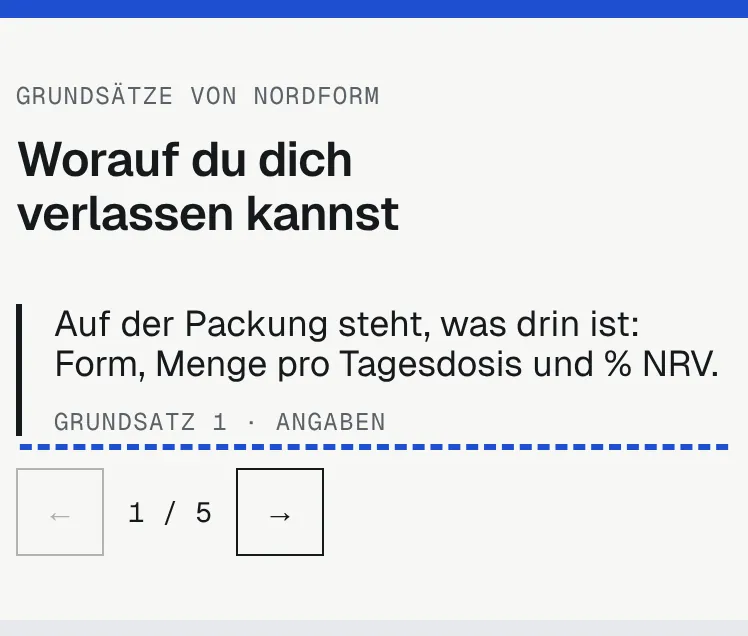 GRUNDSÄTZE VON NORDFORM
Worauf du dich
verlassen kannst
Auf der Packung steht, was drin ist:
Form, Menge pro Tagesdosis und % NRV.
GRUNDSATZ 1 · ANGABEN
← 1 / 5 →